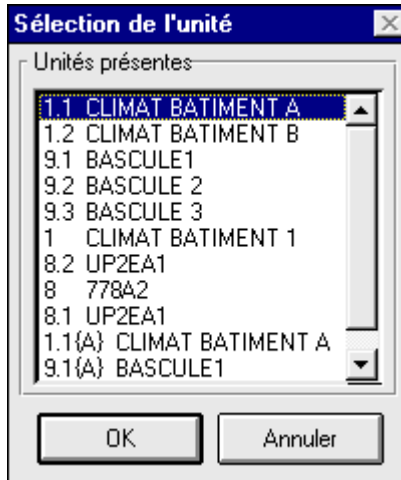 Sélection de l'unité
Unités présentes
1.1 CLIMAT BATIMENT A
1.2 CLIMAT BATIMENT B
9.1 BASCULE1
9.2 BASCULE 2
9.3 BASCULE 3
1 CLIMAT BATIMENT 1
8.2 UP2EA1
8 778A2
8.1 UP2EA1
1.1{A} CLIMAT BATIMENT A
9.1{A} BASCULE1
OK Annuler